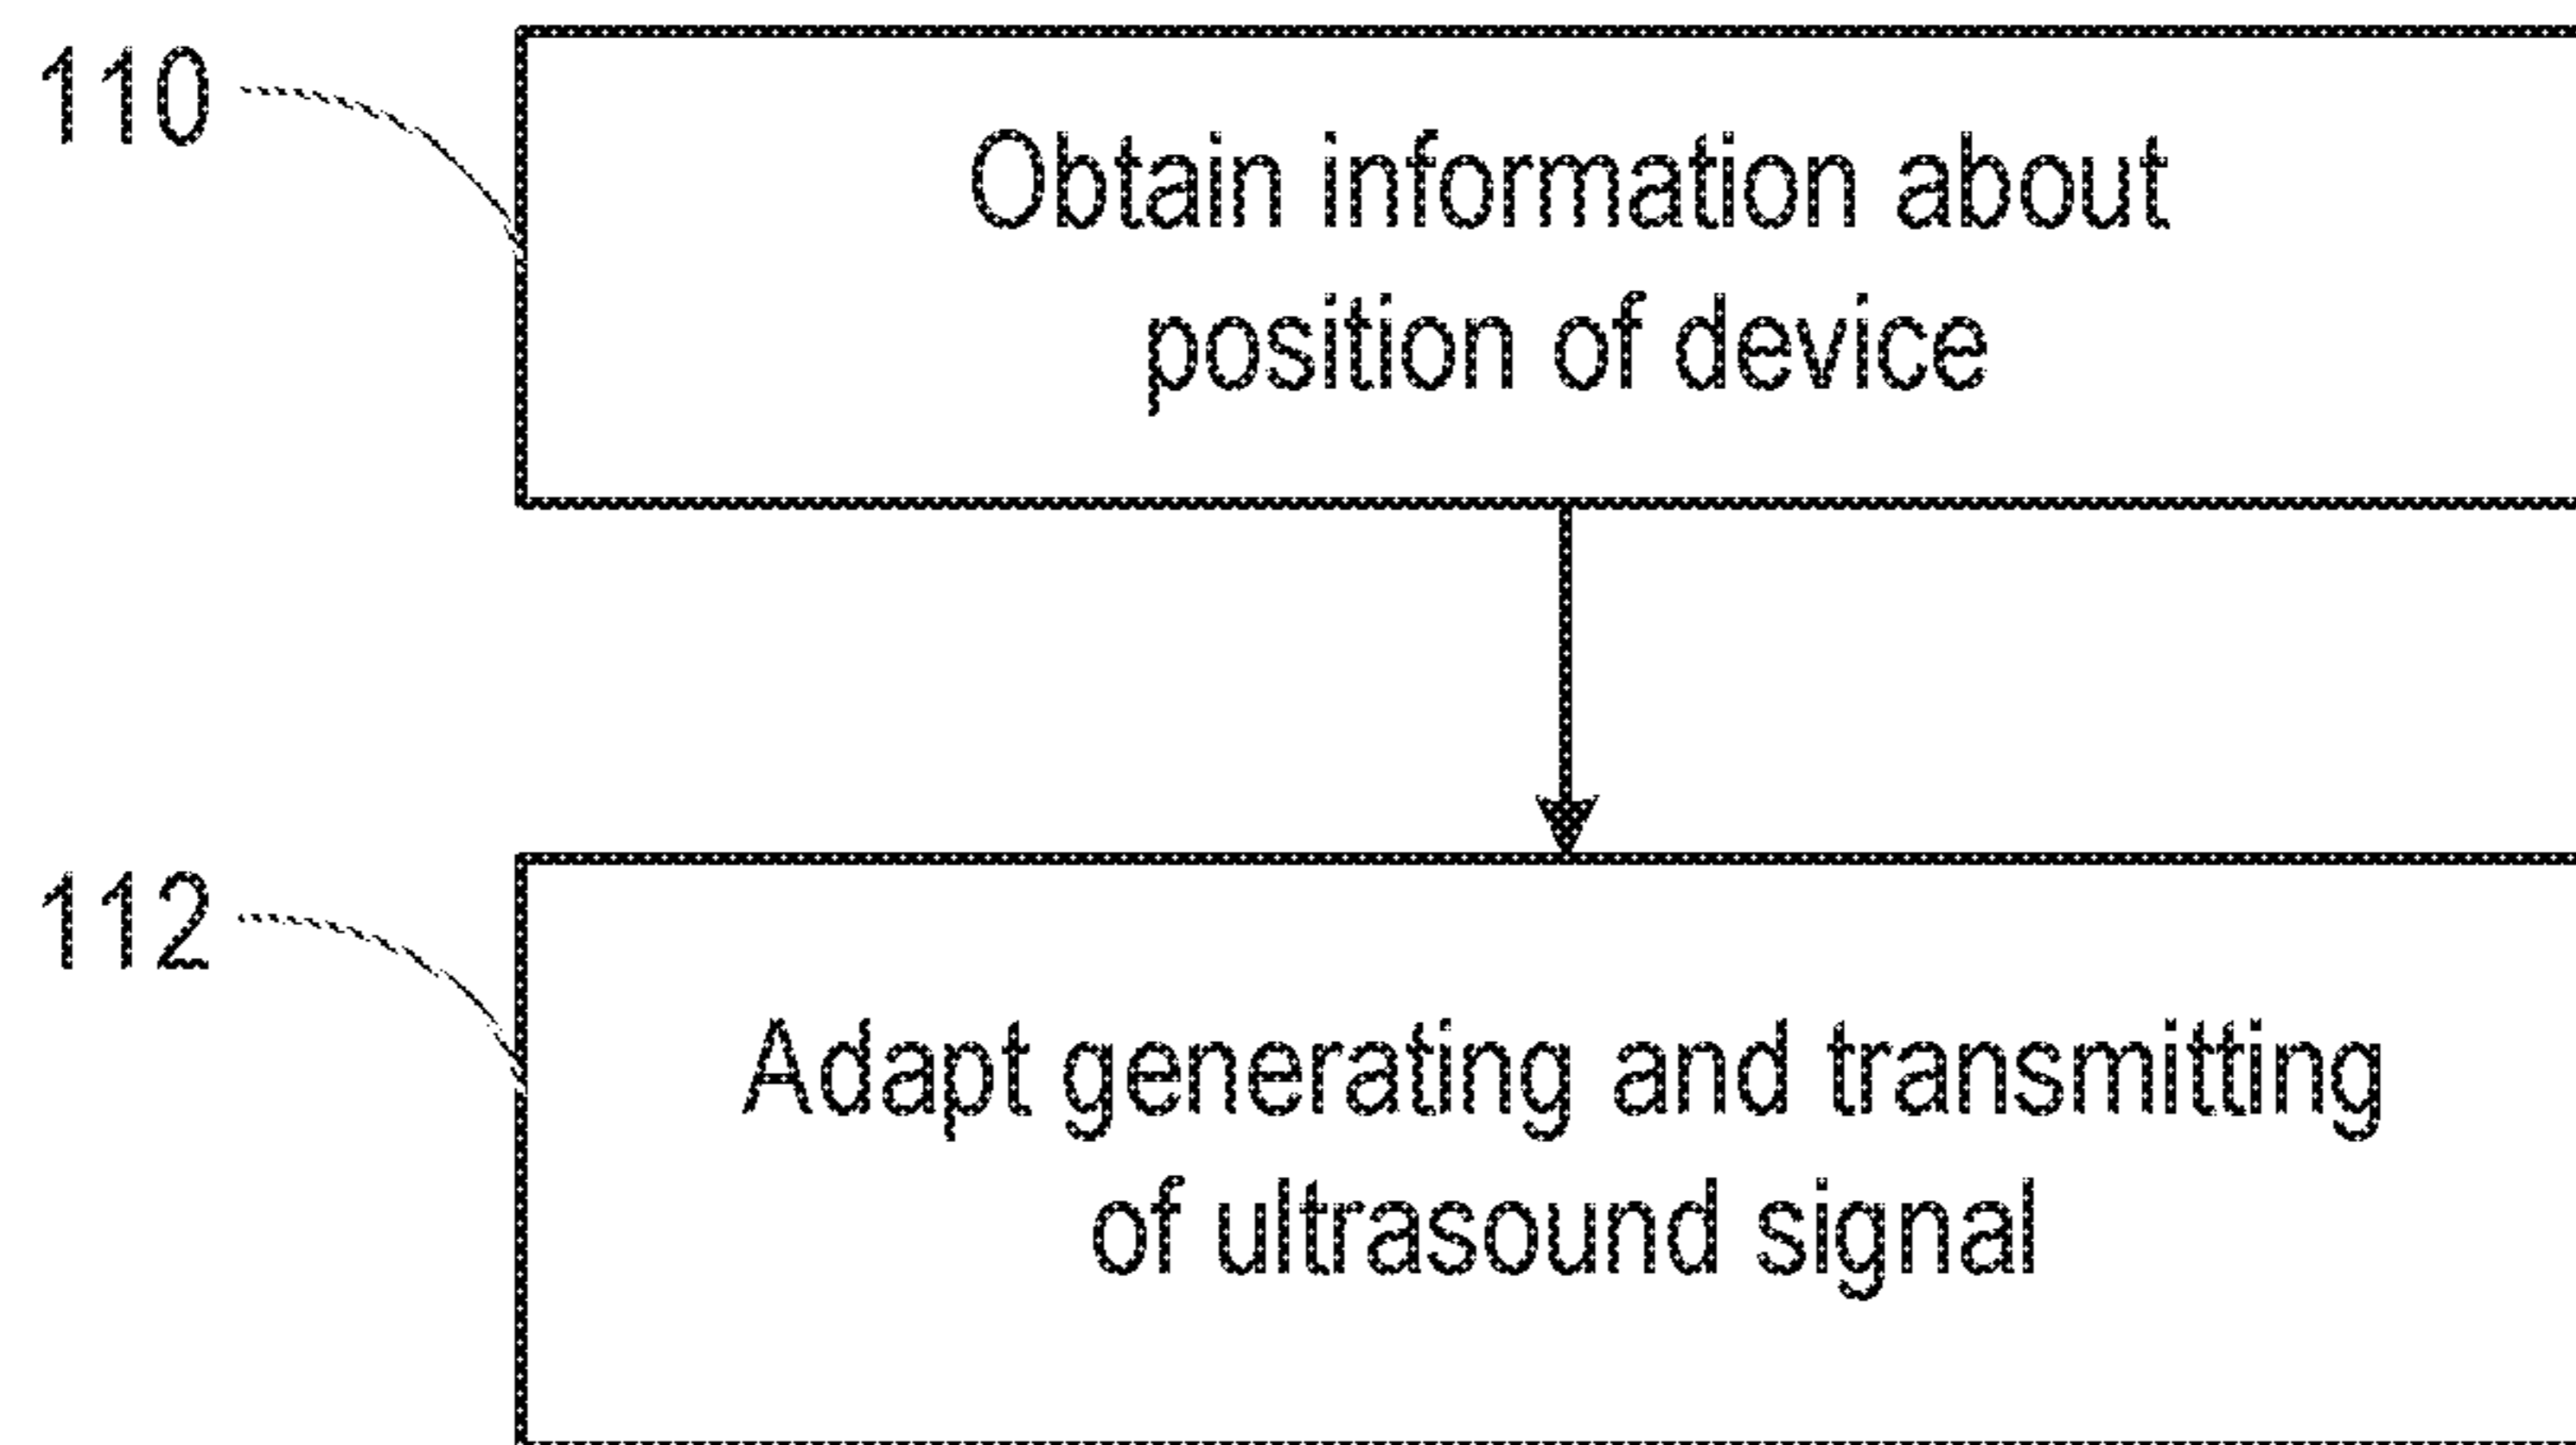 110
Obtain information about
position of device
112
Adapt generating and transmitting
of ultrasound signal